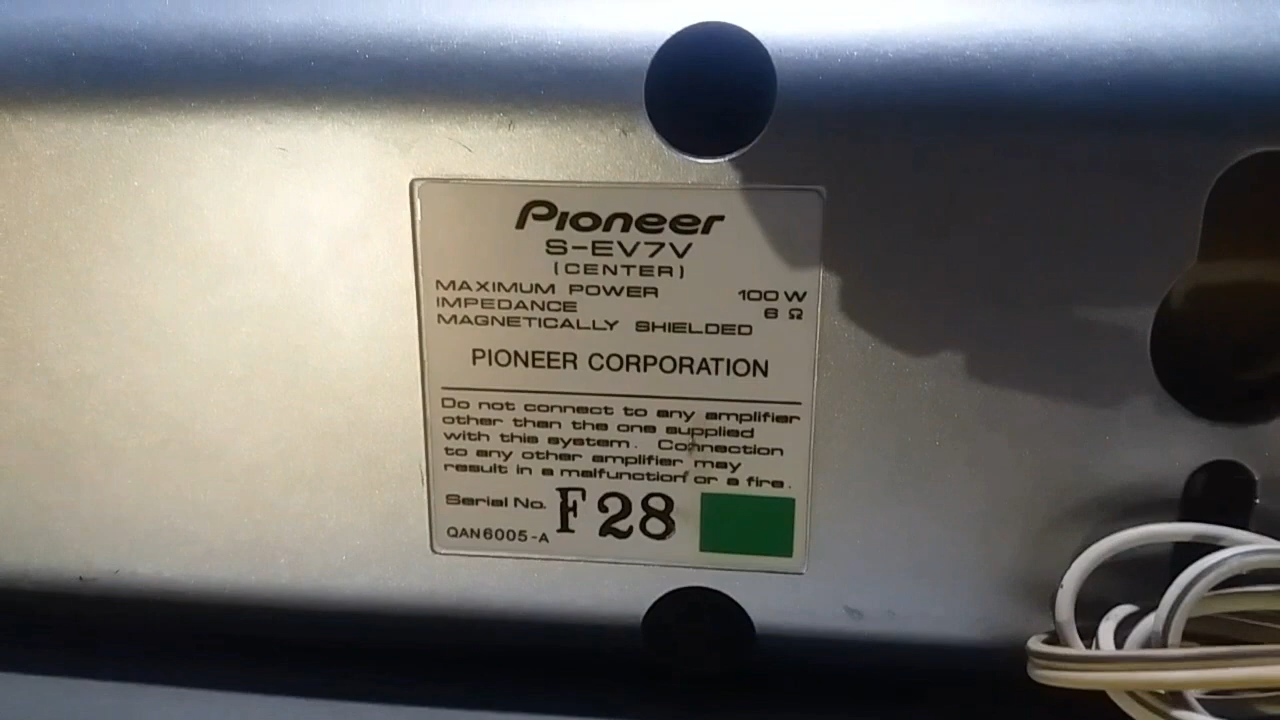 Pioneer
S-EV7V
(CENTER)
MAXIMUM POWER 100 W
IMPEDANCE 6 Ω
MAGNETICALLY SHIELDED
PIONEER CORPORATION
Do not connect to any amplifier
other than the one supplied
with this system. Connection
to any other amplifier may
result in a malfunction or a fire.
Serial No. F28
QAN6005-A